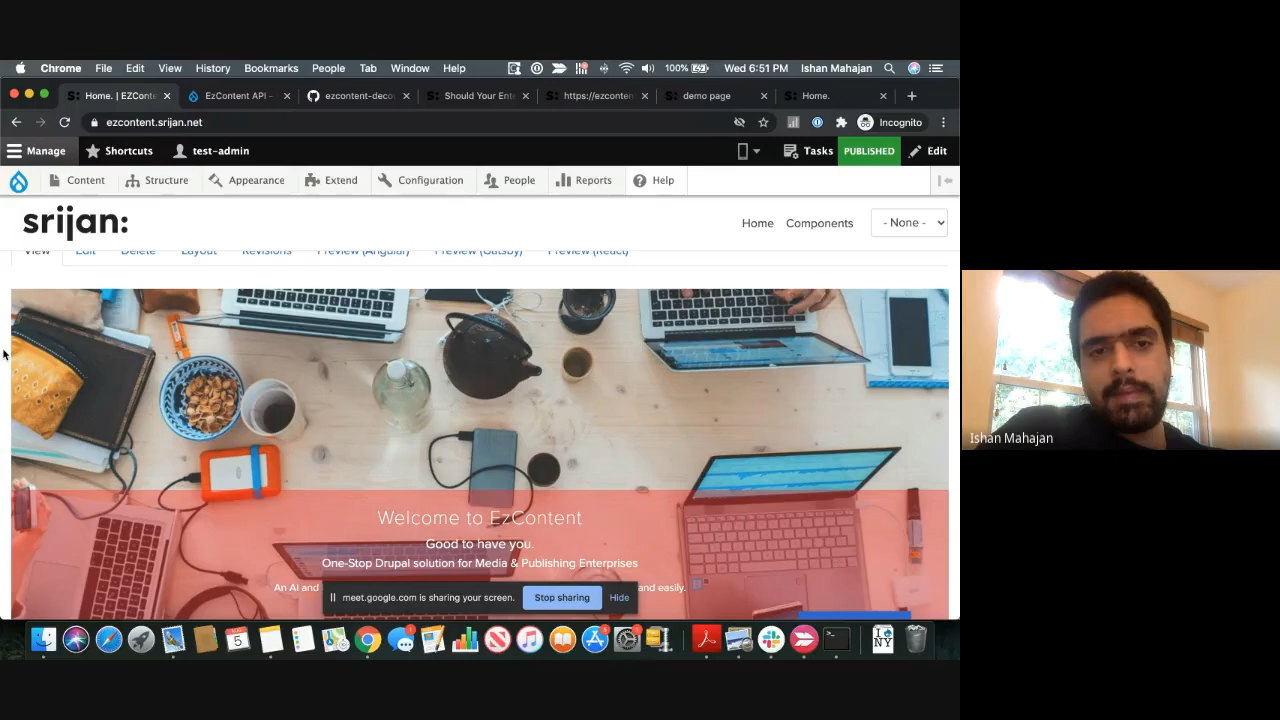 Chrome File Edit View History Bookmarks People Tab Window Help 100% Wed 6:51 PM Ishan Mahajan
Home. | EZCont EzContent API – ezcontent-deco Should Your Ente https://ezconten demo page Home.
ezcontent.srijan.net Incognito
Manage Shortcuts test-admin Tasks PUBLISHED Edit
Content Structure Appearance Extend Configuration People Reports Help
srijan: Home Components - None -
View Edit Delete Layout Revisions Preview (Angular) Preview (Gatsby) Preview (React)
Welcome to EzContent
Good to have you.
One-Stop Drupal solution for Media & Publishing Enterprises
An AI and and easily.
meet.google.com is sharing your screen. Stop sharing Hide
Ishan Mahajan